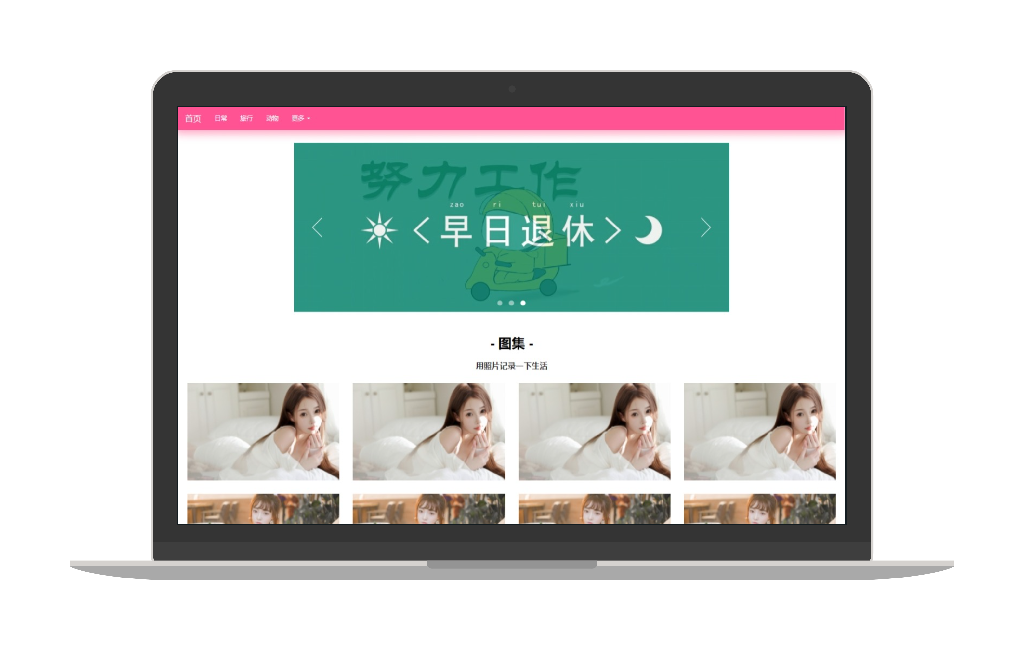 首页 日常 旅行 动物 更多
努力工作
zao ri tui xiu
<早日退休>
- 图集 -
用照片记录一下生活